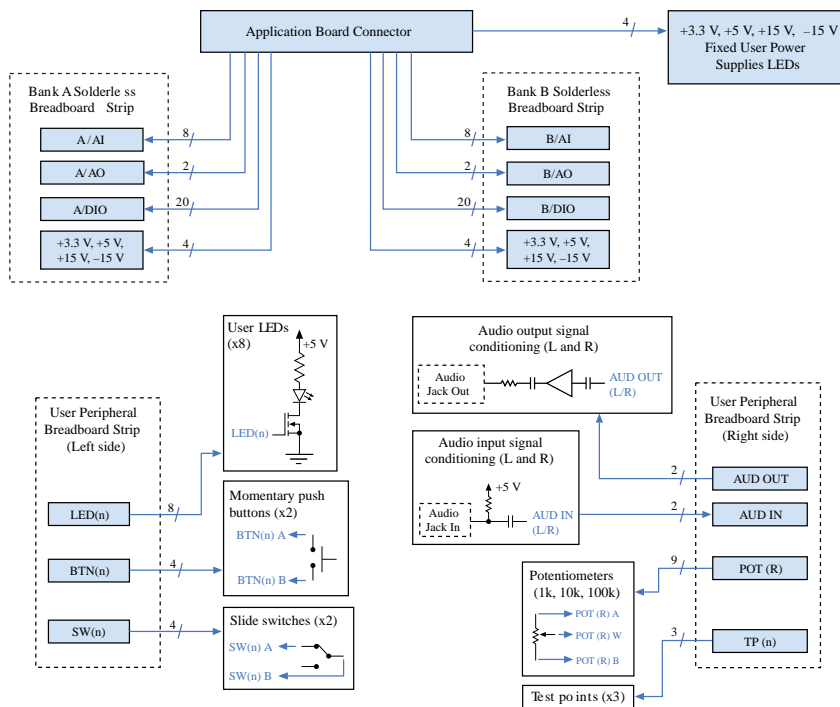 Application Board Connector
4
+3.3 V, +5 V, +15 V, –15 V
Fixed User Power
Supplies LEDs
Bank A Solderle ss
Breadboard Strip
A /AI
8
A/AO
2
A/DIO
20
+3.3 V, +5 V,
+15 V, –15 V
4
Bank B Solderless
Breadboard Strip
8
B/AI
2
B/AO
20
B/DIO
4
+3.3 V, +5 V,
+15 V, –15 V
User Peripheral
Breadboard Strip
(Left side)
LED(n)
8
BTN(n)
4
SW(n)
4
User LEDs
(x8)
+5 V
LED(n)
Momentary push
buttons (x2)
BTN(n) A
BTN(n) B
Slide switches (x2)
SW(n) A
SW(n) B
Audio output signal
conditioning (L and R)
Audio
Jack Out
AUD OUT
(L/R)
Audio input signal
conditioning (L and R)
+5 V
Audio
Jack In
AUD IN
(L/R)
Potentiometers
(1k, 10k, 100k)
POT (R) A
POT (R) W
POT (R) B
Test points (x3)
User Peripheral
Breadboard Strip
(Right side)
2
AUD OUT
2
AUD IN
9
POT (R)
3
TP (n)